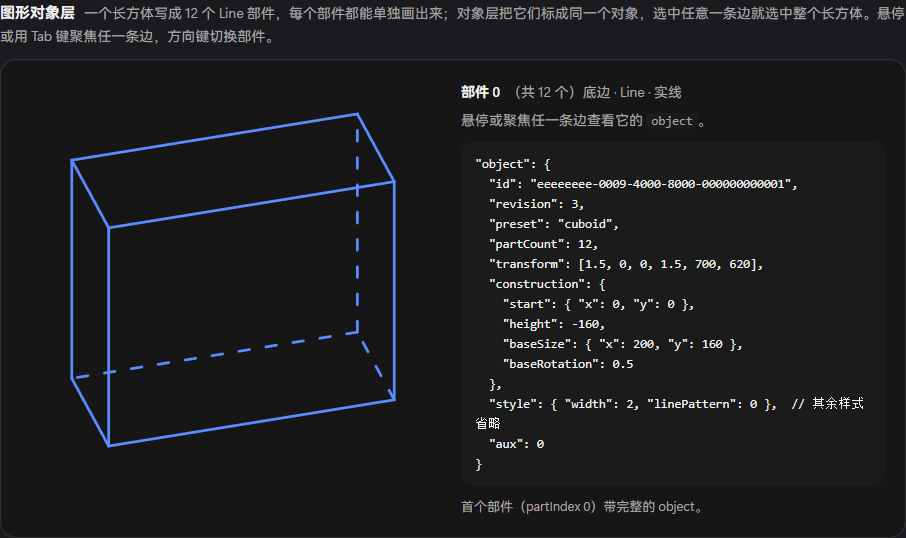 图形对象层 一个长方体写成 12 个 Line 部件，每个部件都能单独画出来；对象层把它们标成同一个对象，选中任意一条边就选中整个长方体。悬停
或用 Tab 键聚焦任一条边，方向键切换部件。
部件 0 （共 12 个）底边 · Line · 实线
悬停或聚焦任一条边查看它的 object 。
"object": {
  "id": "eeeeeeee-0009-4000-8000-000000000001",
  "revision": 3,
  "preset": "cuboid",
  "partCount": 12,
  "transform": [1.5, 0, 0, 1.5, 700, 620],
  "construction": {
    "start": { "x": 0, "y": 0 },
    "height": -160,
    "baseSize": { "x": 200, "y": 160 },
    "baseRotation": 0.5
  },
  "style": { "width": 2, "linePattern": 0 },  // 其余样式
省略
  "aux": 0
}
首个部件（partIndex 0）带完整的 object。